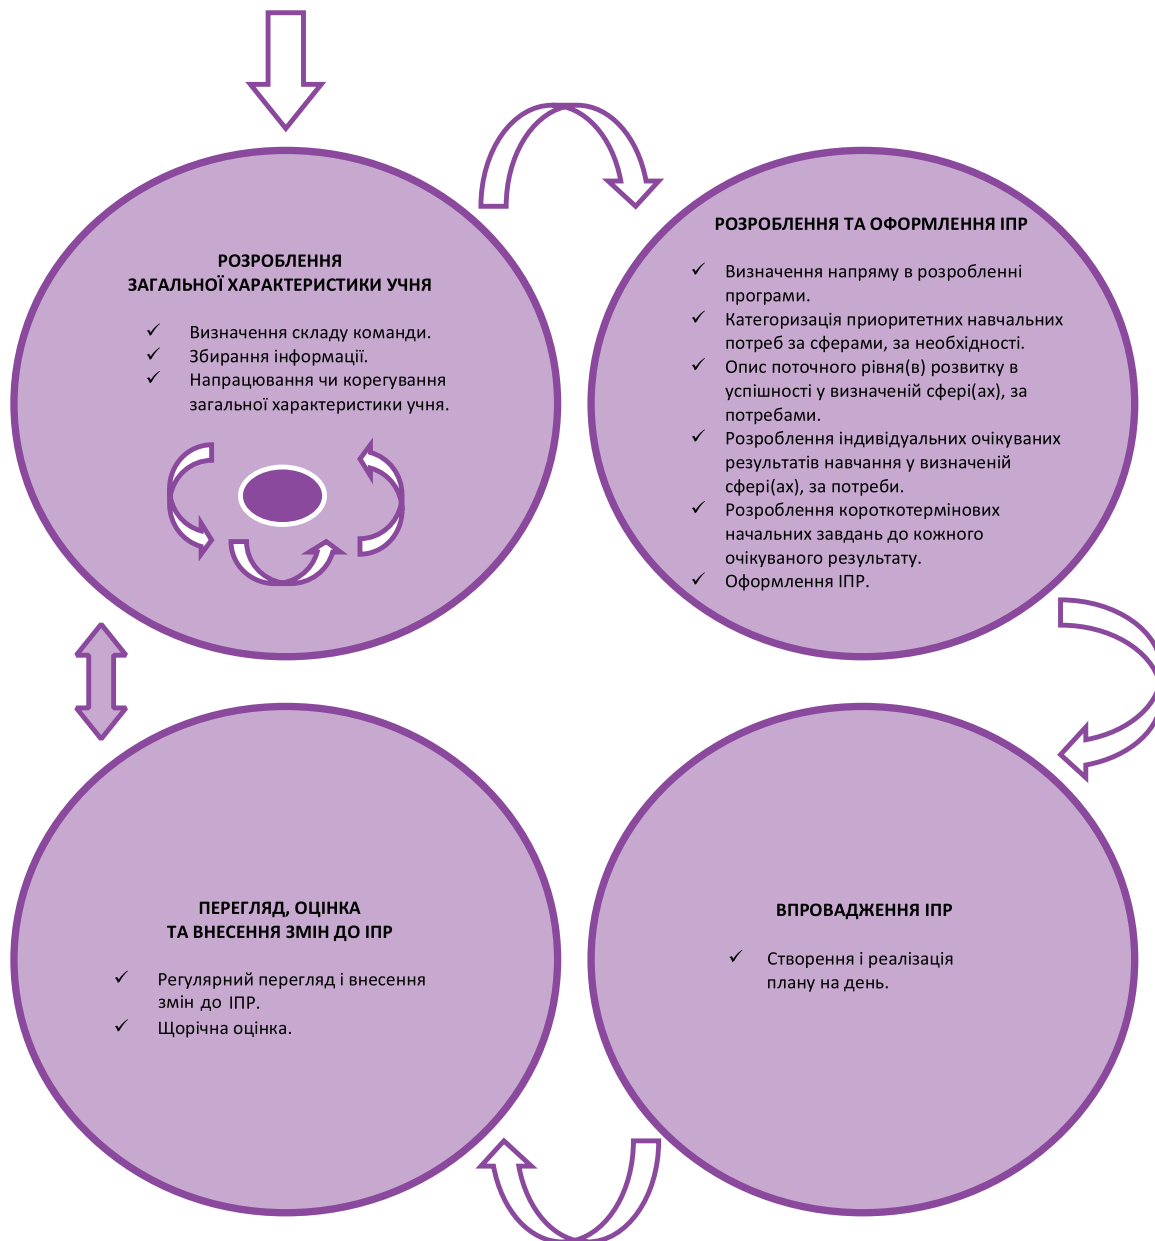 РОЗРОБЛЕННЯ
ЗАГАЛЬНОЇ ХАРАКТЕРИСТИКИ УЧНЯ
✓ Визначення складу команди.
✓ Збирання інформації.
✓ Напрацювання чи корегування
загальної характеристики учня.
РОЗРОБЛЕННЯ ТА ОФОРМЛЕННЯ ІПР
✓ Визначення напряму в розробленні
програми.
✓ Категоризація приоритетних навчальних
потреб за сферами, за необхідності.
✓ Опис поточного рівня(в) розвитку в
успішності у визначеній сфері(ах), за
потребами.
✓ Розроблення індивідуальних очікуваних
результатів навчання у визначеній
сфері(ах), за потреби.
✓ Розроблення короткотермінових
начальних завдань до кожного
очікуваного результату.
✓ Оформлення ІПР.
ПЕРЕГЛЯД, ОЦІНКА
ТА ВНЕСЕННЯ ЗМІН ДО ІПР
✓ Регулярний перегляд і внесення
змін до ІПР.
✓ Щорічна оцінка.
ВПРОВАДЖЕННЯ ІПР
✓ Створення і реалізація
плану на день.